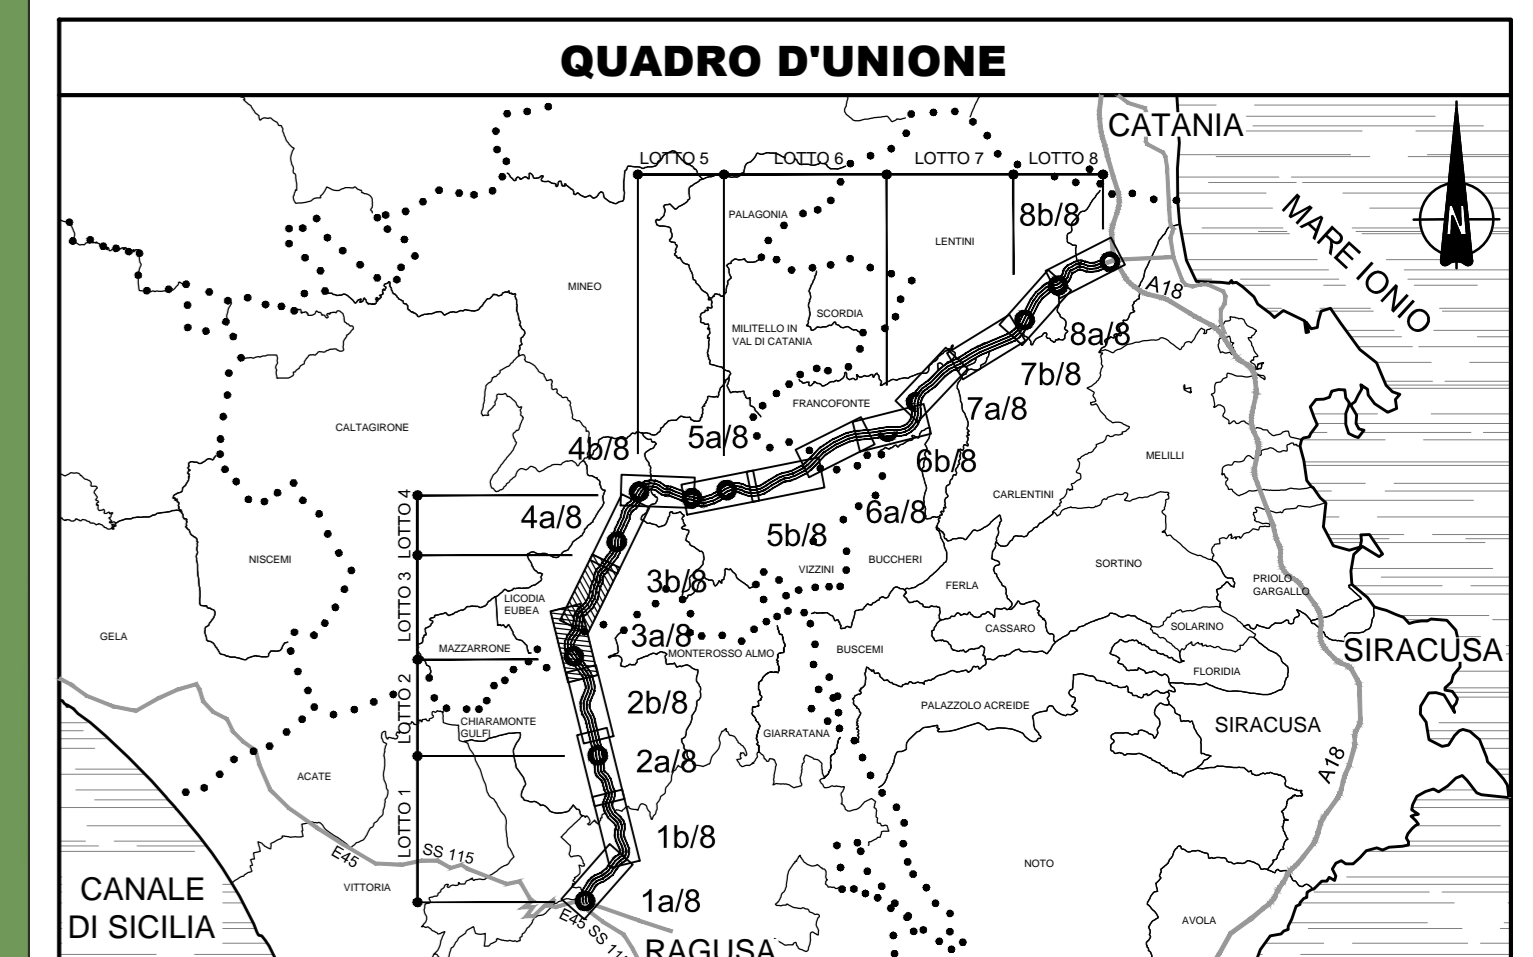 QUADRO D'UNIONE
CATANIA
LOTTO 5
LOTTO 6
LOTTO 7
LOTTO 8
PALAGONIA
8b/8
MARE IONIO
N
LENTINI
MINEO
A18
SCORDIA
MILITELLO IN
VAL DI CATANIA
8a/8
7b/8
FRANCOFONTE
7a/8
CALTAGIRONE
4b/8
5a/8
6b/8
MELILLI
CARLENTINI
4a/8
6a/8
LOTTO 4
5b/8
NISCEMI
VIZZINI
BUCCHERI
SORTINO
3b/8
FERLA
PRIOLO
GARGALLO
LICODIA
EUBEA
LOTTO 3
GELA
3a/8
CASSARO
SOLARINO
MAZZARRONE
MONTEROSSO ALMO
BUSCEMI
SIRACUSA
FLORIDIA
2b/8
LOTTO 2
PALAZZOLO ACREIDE
CHIARAMONTE
GULFI
GIARRATANA
SIRACUSA
2a/8
A18
ACATE
LOTTO 1
1b/8
E45
SS 115
NOTO
VITTORIA
CANALE
DI SICILIA
1a/8
E45 SS
AVOLA
RAGUSA